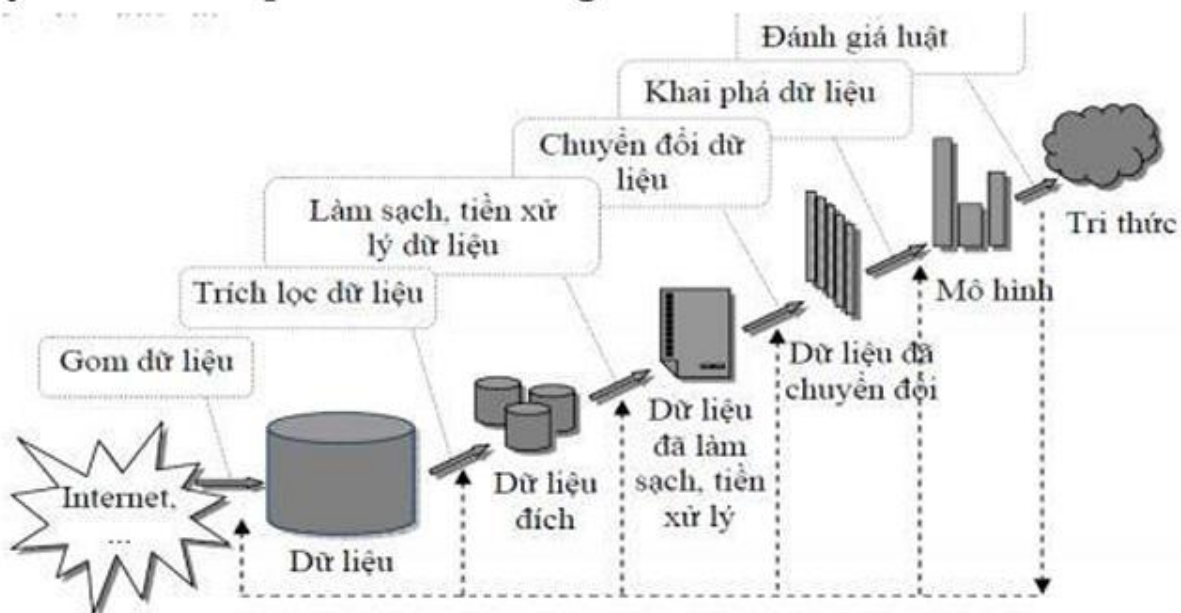 Đánh giá luật
Khai phá dữ liệu
Chuyển đổi dữ
liệu
Làm sạch, tiền xử
lý dữ liệu
Trích lọc dữ liệu
Gom dữ liệu
Internet,
...
Dữ liệu
Dữ liệu
đích
Dữ liệu
đã làm
sạch, tiền
xử lý
Dữ liệu đã
chuyển đổi
Mô hình
Tri thức